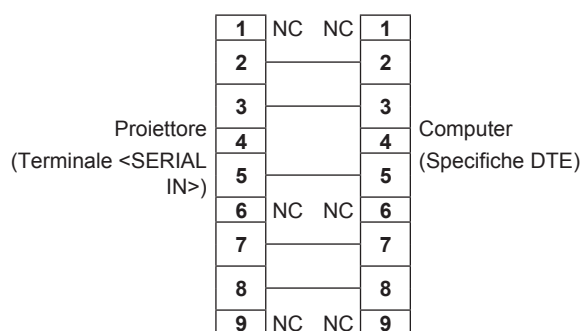 1 NC NC 1
2 2
3 3
Proiettore
(Terminale <SERIAL
IN>)
4 4
Computer
(Specifiche DTE)
5 5
6 NC NC 6
7 7
8 8
9 NC NC 9